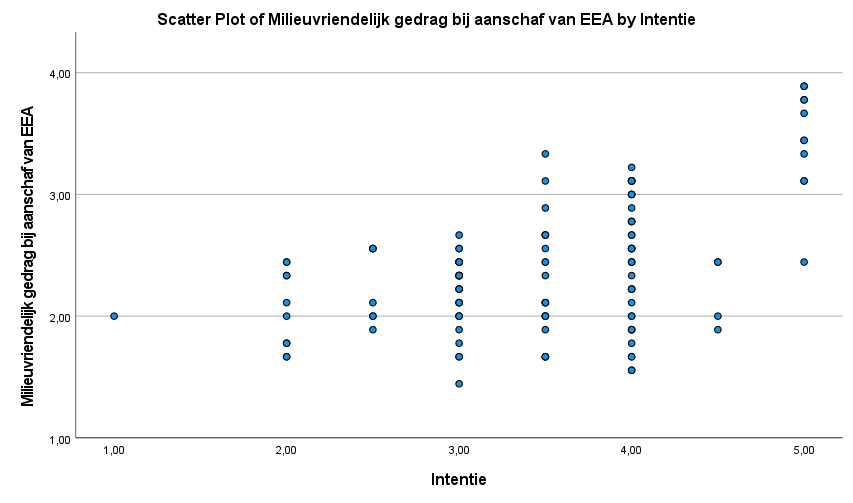 Scatter Plot of Milieuvriendelijk gedrag bij aanschaf van EEA by Intentie
Milieuvriendelijk gedrag bij aanschaf van EEA
4,00
3,00
2,00
1,00
1,00 2,00 3,00 4,00 5,00
Intentie